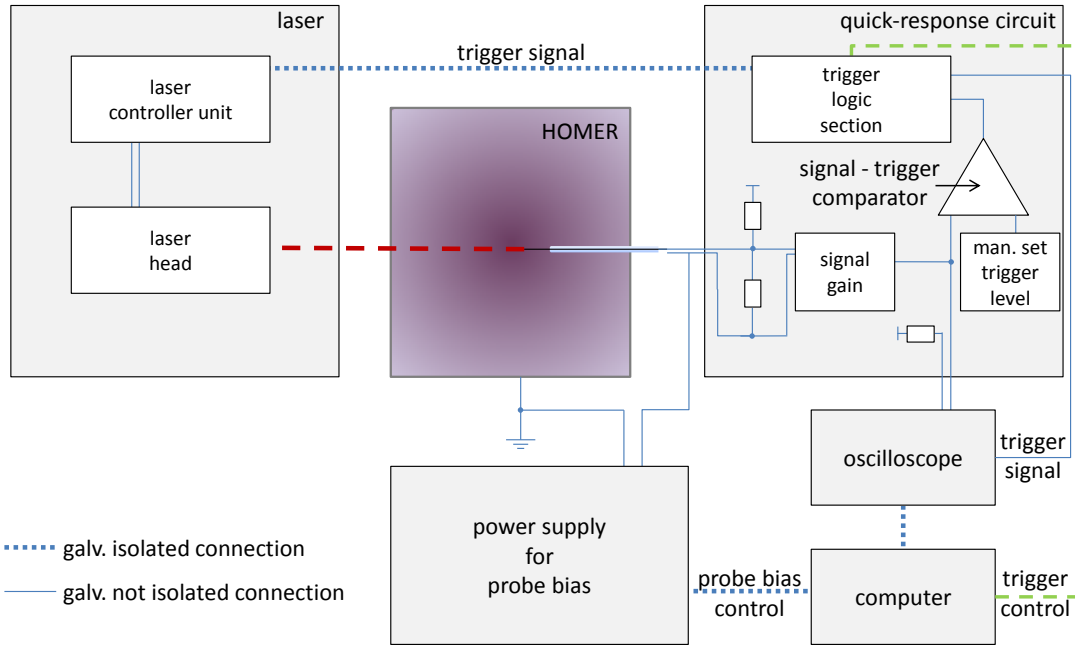 laser
quick-response circuit
trigger signal
laser
controller unit
trigger
logic
section
HOMER
signal - trigger
comparator
laser
head
signal
gain
man. set
trigger
level
oscilloscope
trigger
signal
power supply
for
probe bias
galv. isolated connection
galv. not isolated connection
probe bias
control
computer
trigger
control